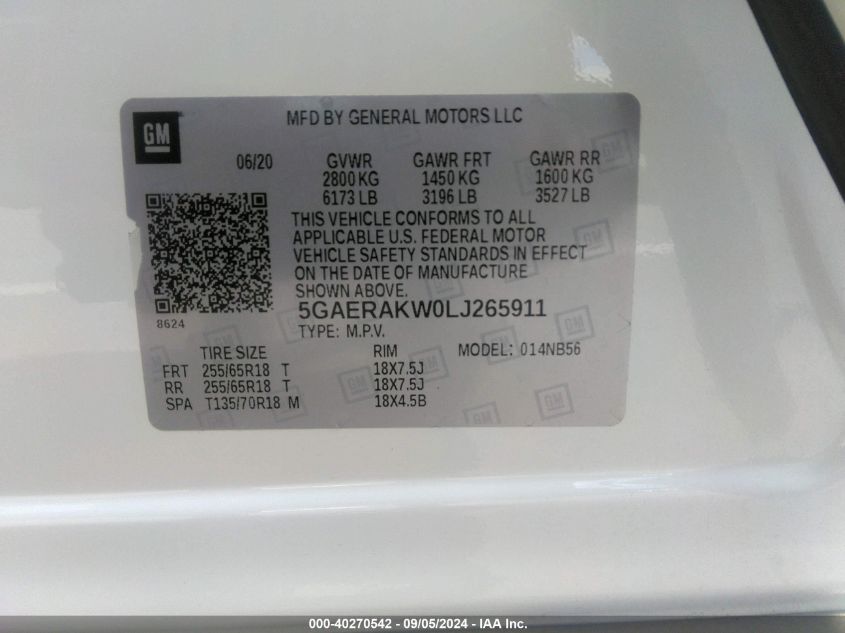 GM
MFD BY GENERAL MOTORS LLC
06/20 GVWR GAWR FRT GAWR RR
2800 KG 1450 KG 1600 KG
6173 LB 3196 LB 3527 LB
THIS VEHICLE CONFORMS TO ALL
APPLICABLE U.S. FEDERAL MOTOR
VEHICLE SAFETY STANDARDS IN EFFECT
ON THE DATE OF MANUFACTURE
SHOWN ABOVE.
8624
5GAERAKW0LJ265911
TYPE: M.P.V.
TIRE SIZE RIM MODEL: 014NB56
FRT 255/65R18 T 18X7.5J
RR 255/65R18 T 18X7.5J
SPA T135/70R18 M 18X4.5B
000-40270542 - 09/05/2024 - IAA Inc.